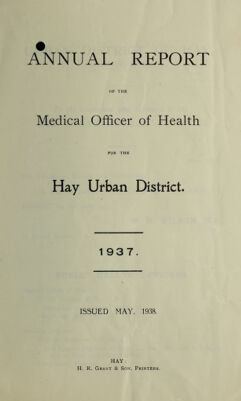 ANNUAL REPORT
OF THE
Medical Officer of Health
FOR THE
Hay Urban District.
1937.
ISSUED MAY, 1938.
HAY:
H. R. Grant & Son, Printers.